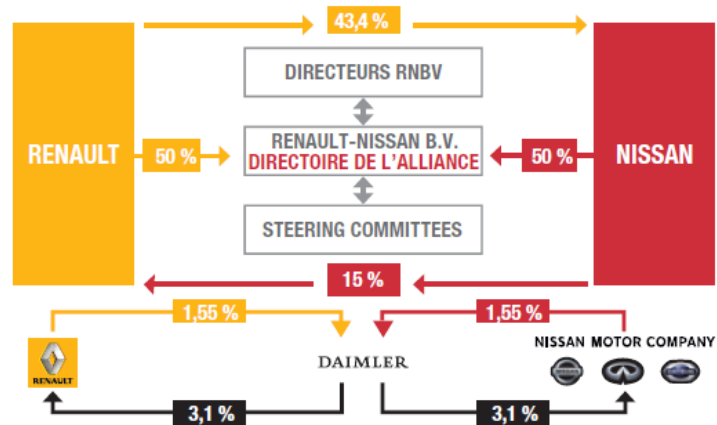 43,4 %
DIRECTEURS RNBV
RENAULT
50 %
RENAULT-NISSAN B.V.
DIRECTOIRE DE L'ALLIANCE
50 %
NISSAN
STEERING COMMITTEES
15 %
1,55 %
1,55 %
RENAULT
DAIMLER
NISSAN MOTOR COMPANY
3,1 %
3,1 %